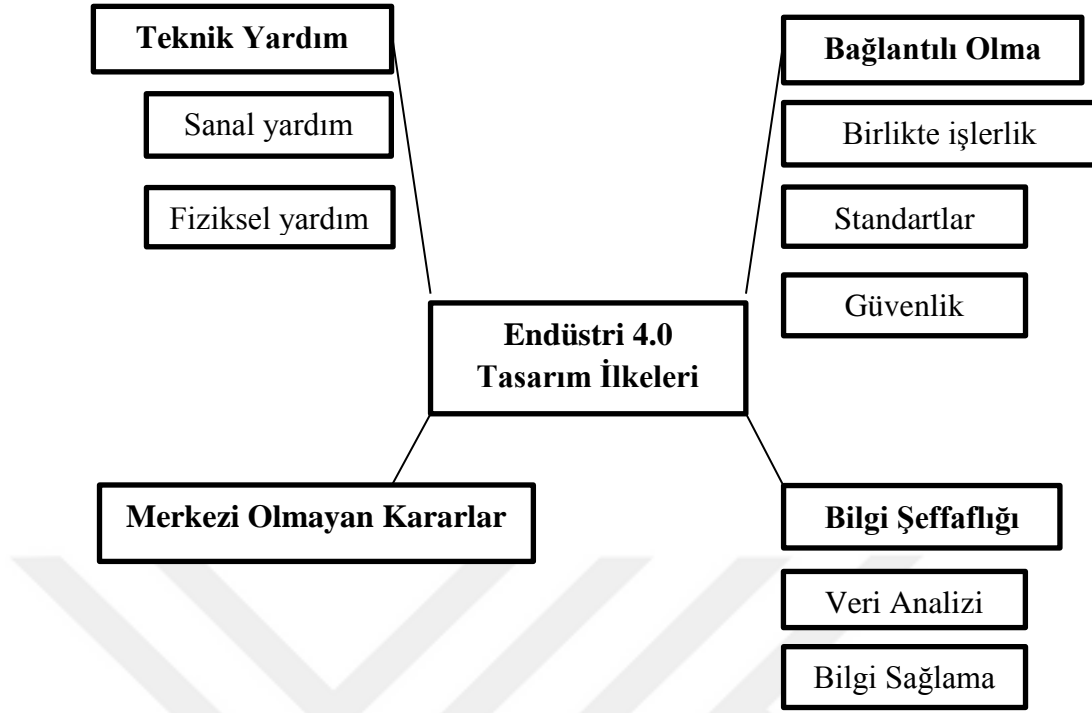 Teknik Yardım
Sanal yardım
Fiziksel yardım
Bağlantılı Olma
Birlikte işlerlik
Standartlar
Güvenlik
Endüstri 4.0
Tasarım İlkeleri
Merkezi Olmayan Kararlar
Bilgi Şeffaflığı
Veri Analizi
Bilgi Sağlama